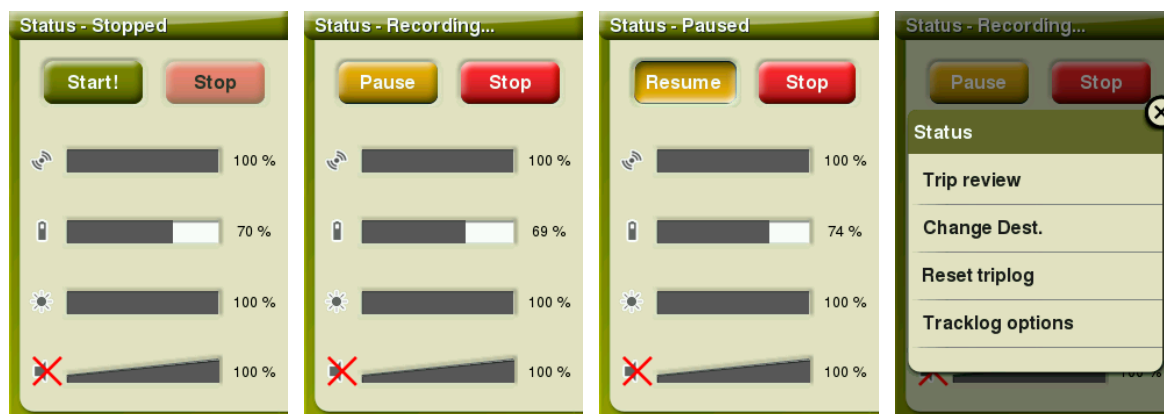 Status - Stopped
Start! Stop
100 %
70 %
100 %
100 %
Status - Recording...
Pause Stop
100 %
69 %
100 %
100 %
Status - Paused
Resume Stop
100 %
74 %
100 %
100 %
Status - Recording...
Pause Stop
Status
Trip review
Change Dest.
Reset triplog
Tracklog options
100 %